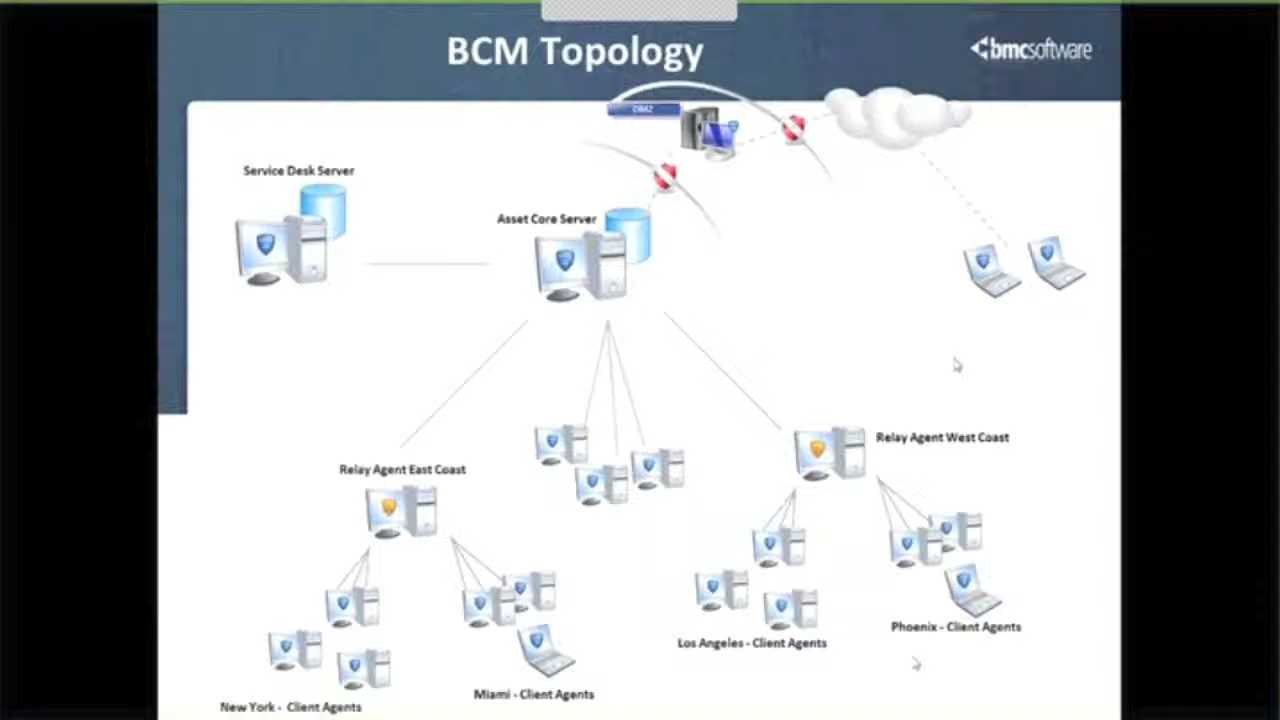 BCM Topology
bmcsoftware
DMZ
Service Desk Server
Asset Core Server
Relay Agent West Coast
Relay Agent East Coast
Phoenix - Client Agents
Los Angeles - Client Agents
Miami - Client Agents
New York - Client Agents